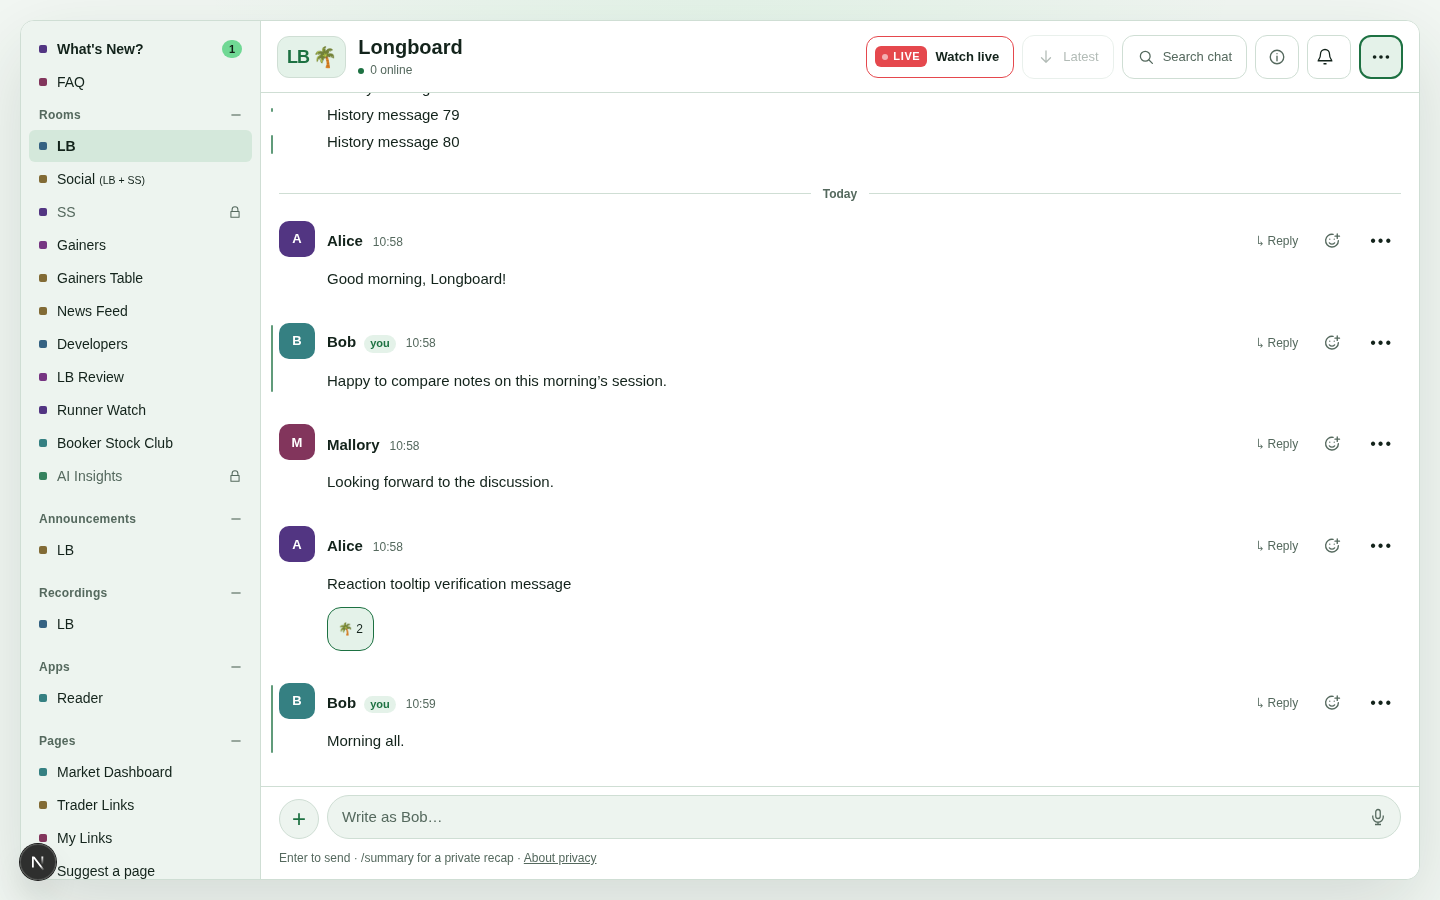 What's New?
1
FAQ
Rooms
LB
Social (LB + SS)
SS
Gainers
Gainers Table
News Feed
Developers
LB Review
Runner Watch
Booker Stock Club
AI Insights
Announcements
LB
Recordings
LB
Apps
Reader
Pages
Market Dashboard
Trader Links
My Links
Suggest a page
N
LB🌴
Longboard
0 online
LIVE Watch live
Latest
Search chat
History message 79
History message 80
Today
A
Alice 10:58
↳ Reply
Good morning, Longboard!
B
Bob you 10:58
↳ Reply
Happy to compare notes on this morning’s session.
M
Mallory 10:58
↳ Reply
Looking forward to the discussion.
A
Alice 10:58
↳ Reply
Reaction tooltip verification message
🌴 2
B
Bob you 10:59
↳ Reply
Morning all.
+
Write as Bob…
Enter to send · /summary for a private recap · About privacy